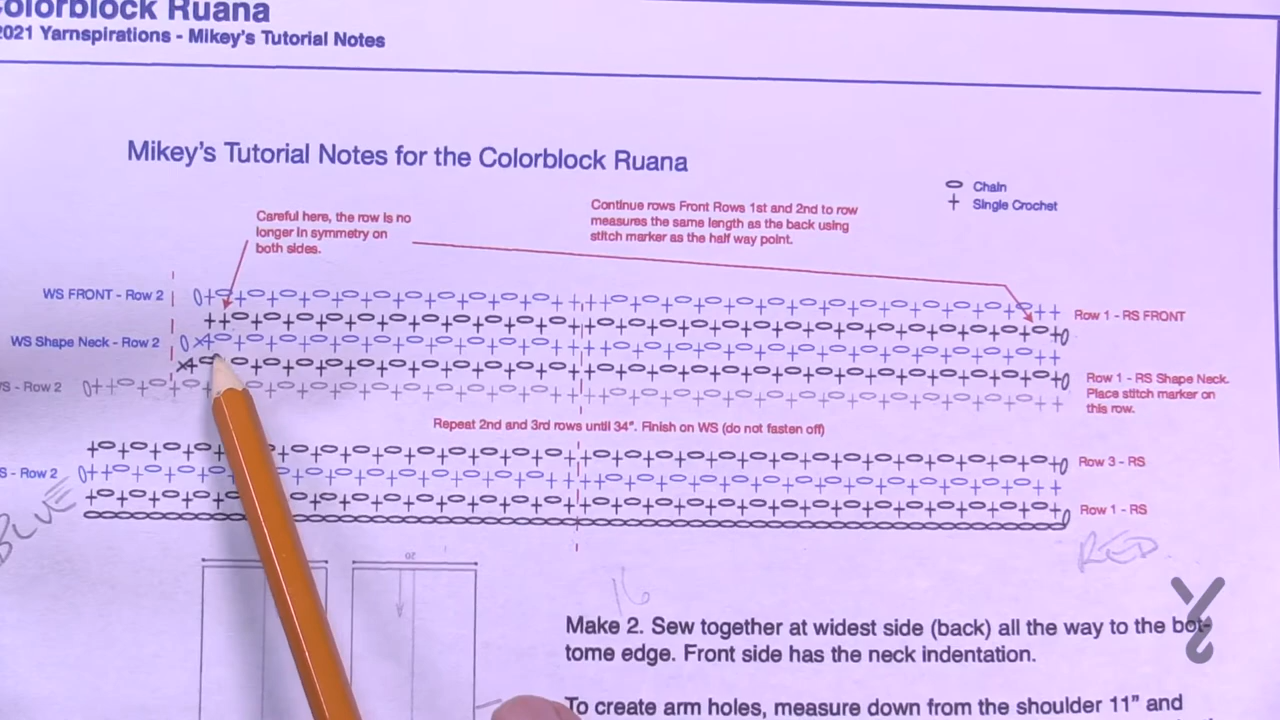 olorblock Ruana
2021 Yarnspirations - Mikey's Tutorial Notes
Mikey's Tutorial Notes for the Colorblock Ruana
Chain
Single Crochet
Careful here, the row is no
longer in symmetry on
both sides.
Continue rows Front Rows 1st and 2nd to row
measures the same length as the back using
stitch marker as the half way point.
WS FRONT - Row 2
Row 1 - RS FRONT
WS Shape Neck - Row 2
S - Row 2
Row 1 - RS Shape Neck.
Place stitch marker on
this row.
Repeat 2nd and 3rd rows until 34". Finish on WS (do not fasten off)
Row 3 - RS
S - Row 2
Row 1 - RS
BLUE
RED
20
16
Make 2. Sew together at widest side (back) all the way to the bot-
tome edge. Front side has the neck indentation.
To create arm holes, measure down from the shoulder 11" and